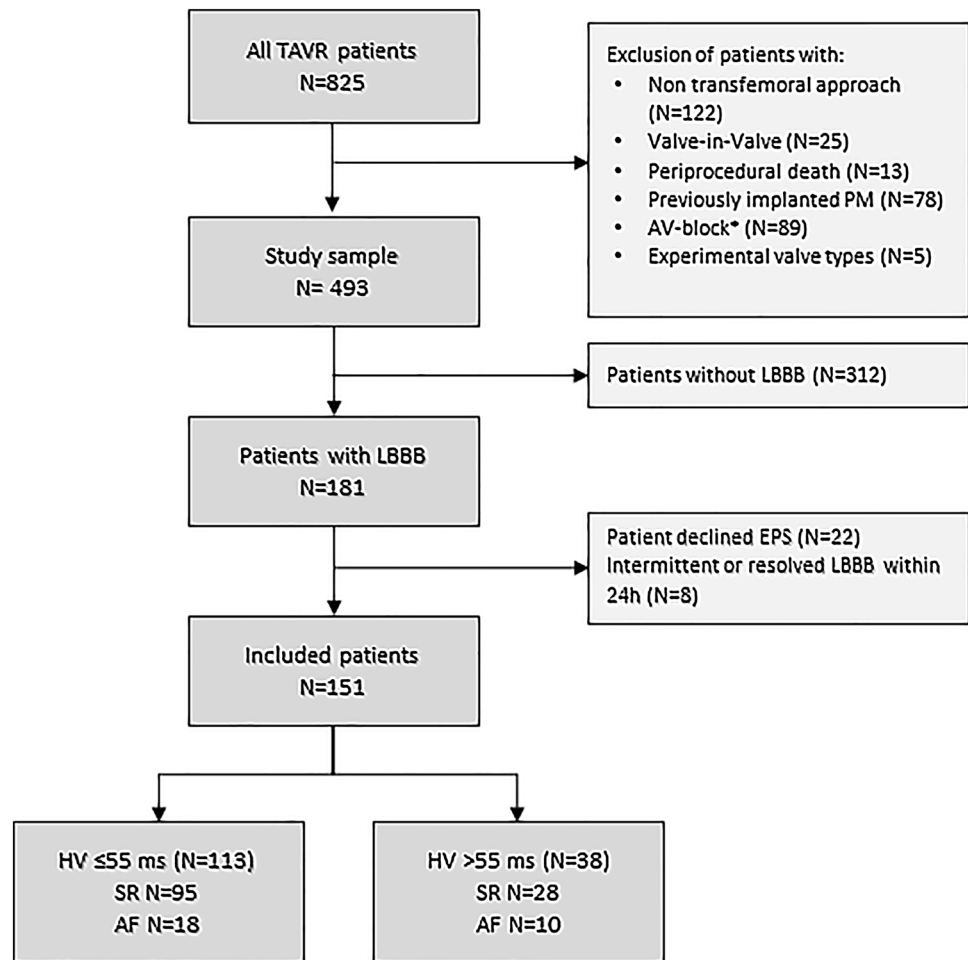 All TAVR patients
N=825
Exclusion of patients with:
• Non transfemoral approach
(N=122)
• Valve-in-Valve (N=25)
• Periprocedural death (N=13)
• Previously implanted PM (N=78)
• AV-block* (N=89)
• Experimental valve types (N=5)
Study sample
N= 493
Patients without LBBB (N=312)
Patients with LBBB
N=181
Patient declined EPS (N=22)
Intermittent or resolved LBBB within
24h (N=8)
Included patients
N=151
HV ≤55 ms (N=113)
SR N=95
AF N=18
HV >55 ms (N=38)
SR N=28
AF N=10